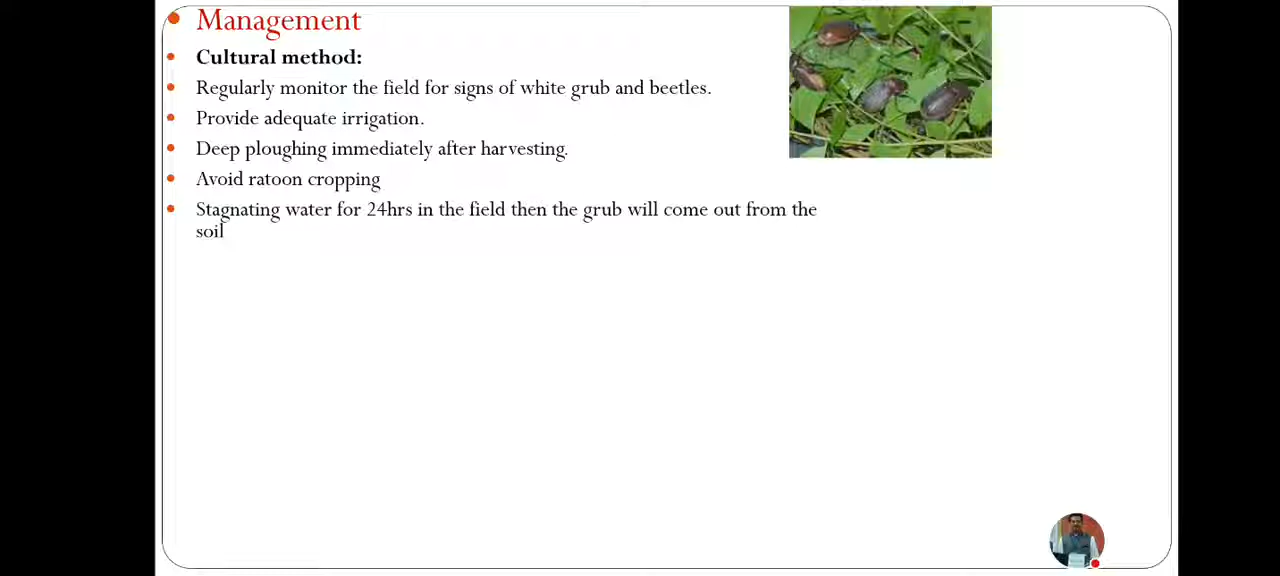 Management
Cultural method:
Regularly monitor the field for signs of white grub and beetles.
Provide adequate irrigation.
Deep ploughing immediately after harvesting.
Avoid ratoon cropping
Stagnating water for 24hrs in the field then the grub will come out from the
soil